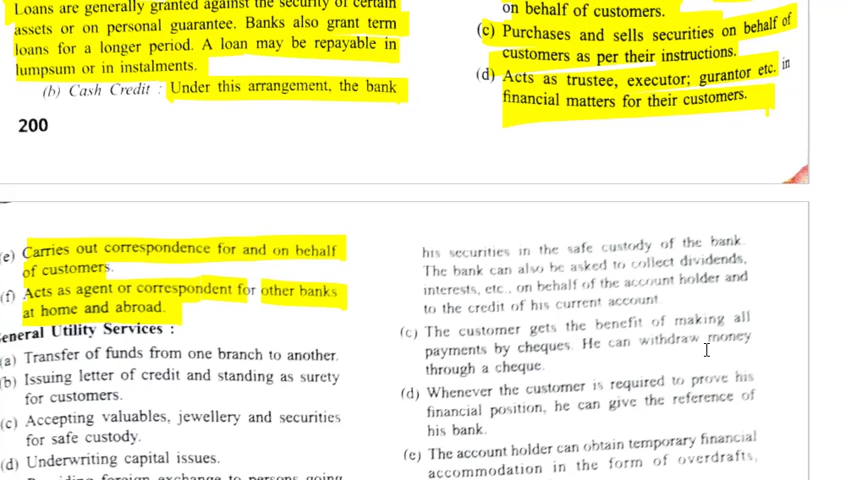 Loans are generally granted against the security of certain
assets or on personal guarantee. Banks also grant term
loans for a longer period. A loan may be repayable in
lumpsum or in instalments.
(b) Cash Credit : Under this arrangement, the bank
200
on behalf of customers.
(c) Purchases and sells securities on behalf of
customers as per their instructions.
(d) Acts as trustee, executor; gurantor etc. in
financial matters for their customers.
(e) Carries out correspondence for and on behalf
of customers.
(f) Acts as agent or correspondent for other banks
at home and abroad.
eneral Utility Services :
(a) Transfer of funds from one branch to another.
(b) Issuing letter of credit and standing as surety
for customers.
(c) Accepting valuables, jewellery and securities
for safe custody.
(d) Underwriting capital issues.
foreign exchange to persons going
his securities in the safe custody of the bank.
The bank can also be asked to collect dividends,
interests, etc., on behalf of the account holder and
to the credit of his current account.
(c) The customer gets the benefit of making all
payments by cheques. He can withdraw money
through a cheque.
(d) Whenever the customer is required to prove his
financial position, he can give the reference of
his bank.
(e) The account holder can obtain temporary financial
accommodation in the form of overdrafts,